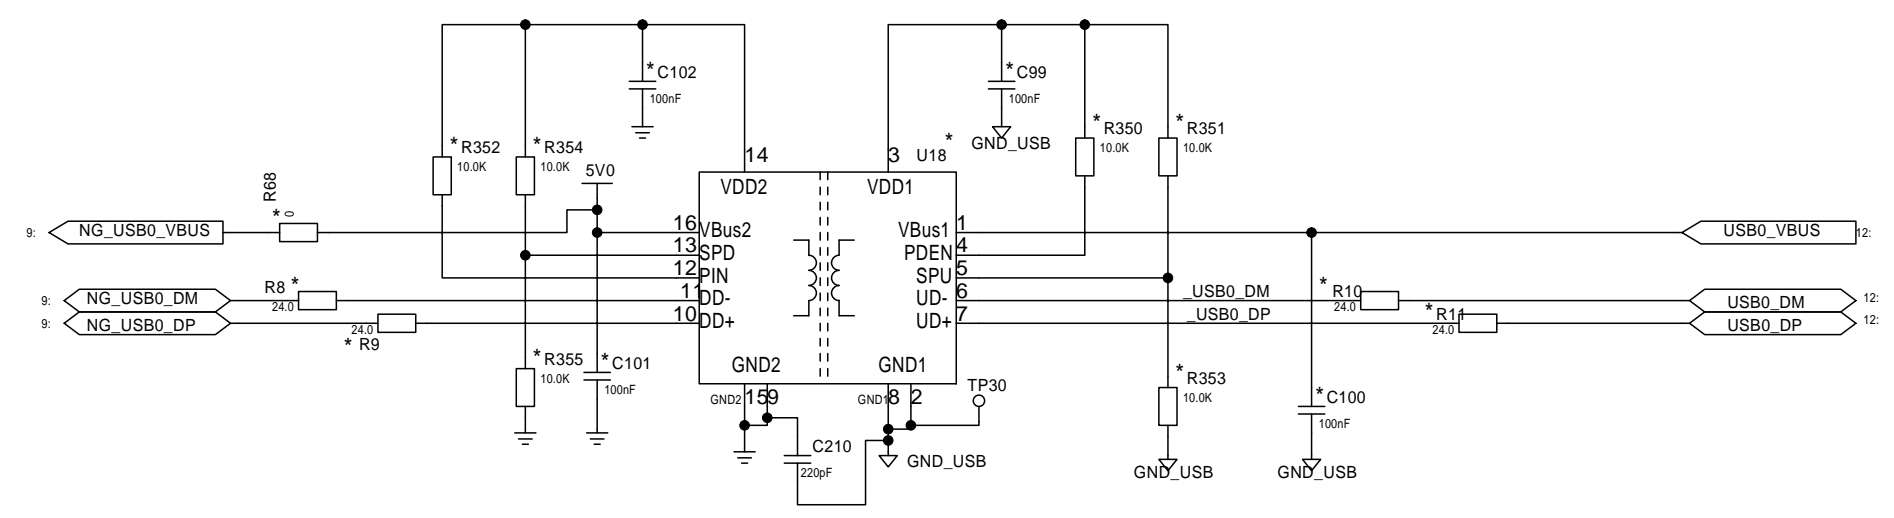 * C102
100nF
* C99
100nF
GND_USB
* R352
10.0K
* R354
10.0K
* R350
10.0K
* R351
10.0K
U18 *
14
3
VDD2
VDD1
5V0
R68
* 0
9: NG_USB0_VBUS
16 VBus2
VBus1 1
USB0_VBUS 12:
13 SPD
PDEN 4
12 PIN
SPU 5
9: NG_USB0_DM
R8 *
24.0
11 DD-
UD- 6
_USB0_DM
* R10
24.0
USB0_DM 12:
9: NG_USB0_DP
24.0
* R9
10 DD+
UD+ 7
_USB0_DP
* R11
24.0
USB0_DP 12:
* R355
10.0K
* C101
100nF
GND2
GND1
GND2 15 9
GND1 8 2
TP30
* R353
10.0K
* C100
100nF
C210
220pF
GND_USB
GND_USB
GND_USB